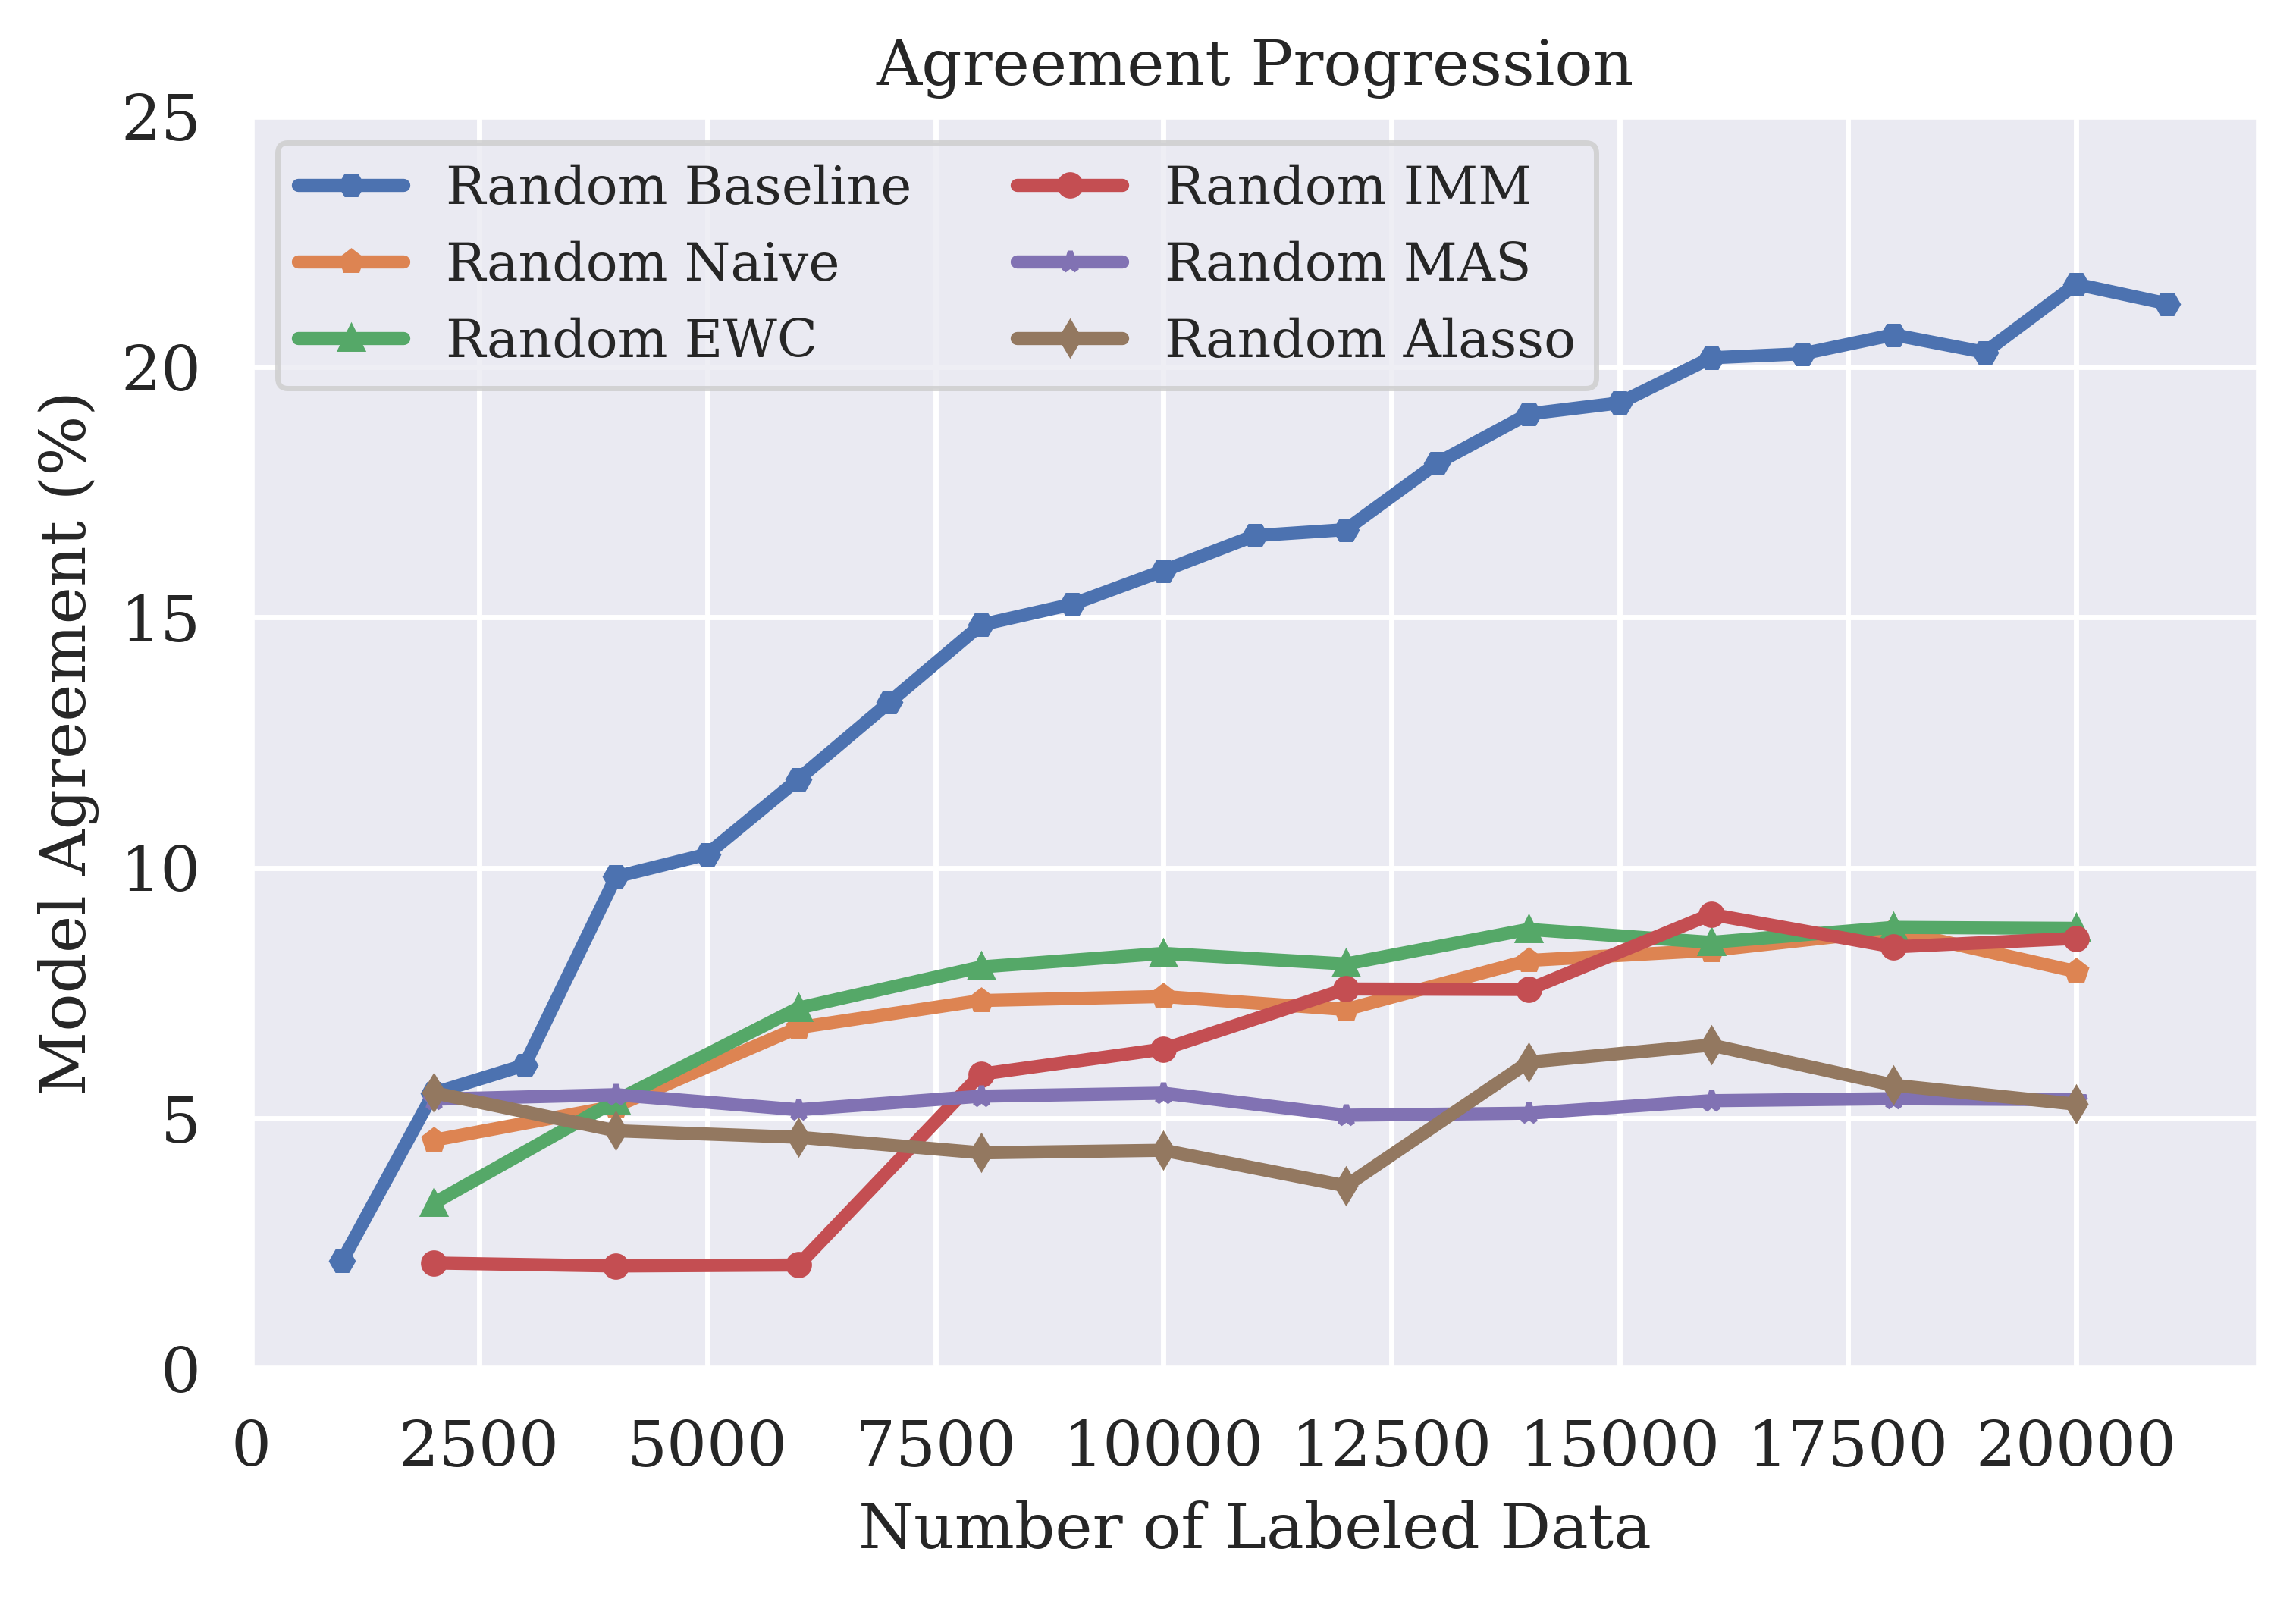 Agreement Progression
25
20
15
10
5
0
Model Agreement (%)
Random Baseline
Random Naive
Random EWC
Random IMM
Random MAS
Random Alasso
0 2500 5000 7500 10000 12500 15000 17500 20000
Number of Labeled Data